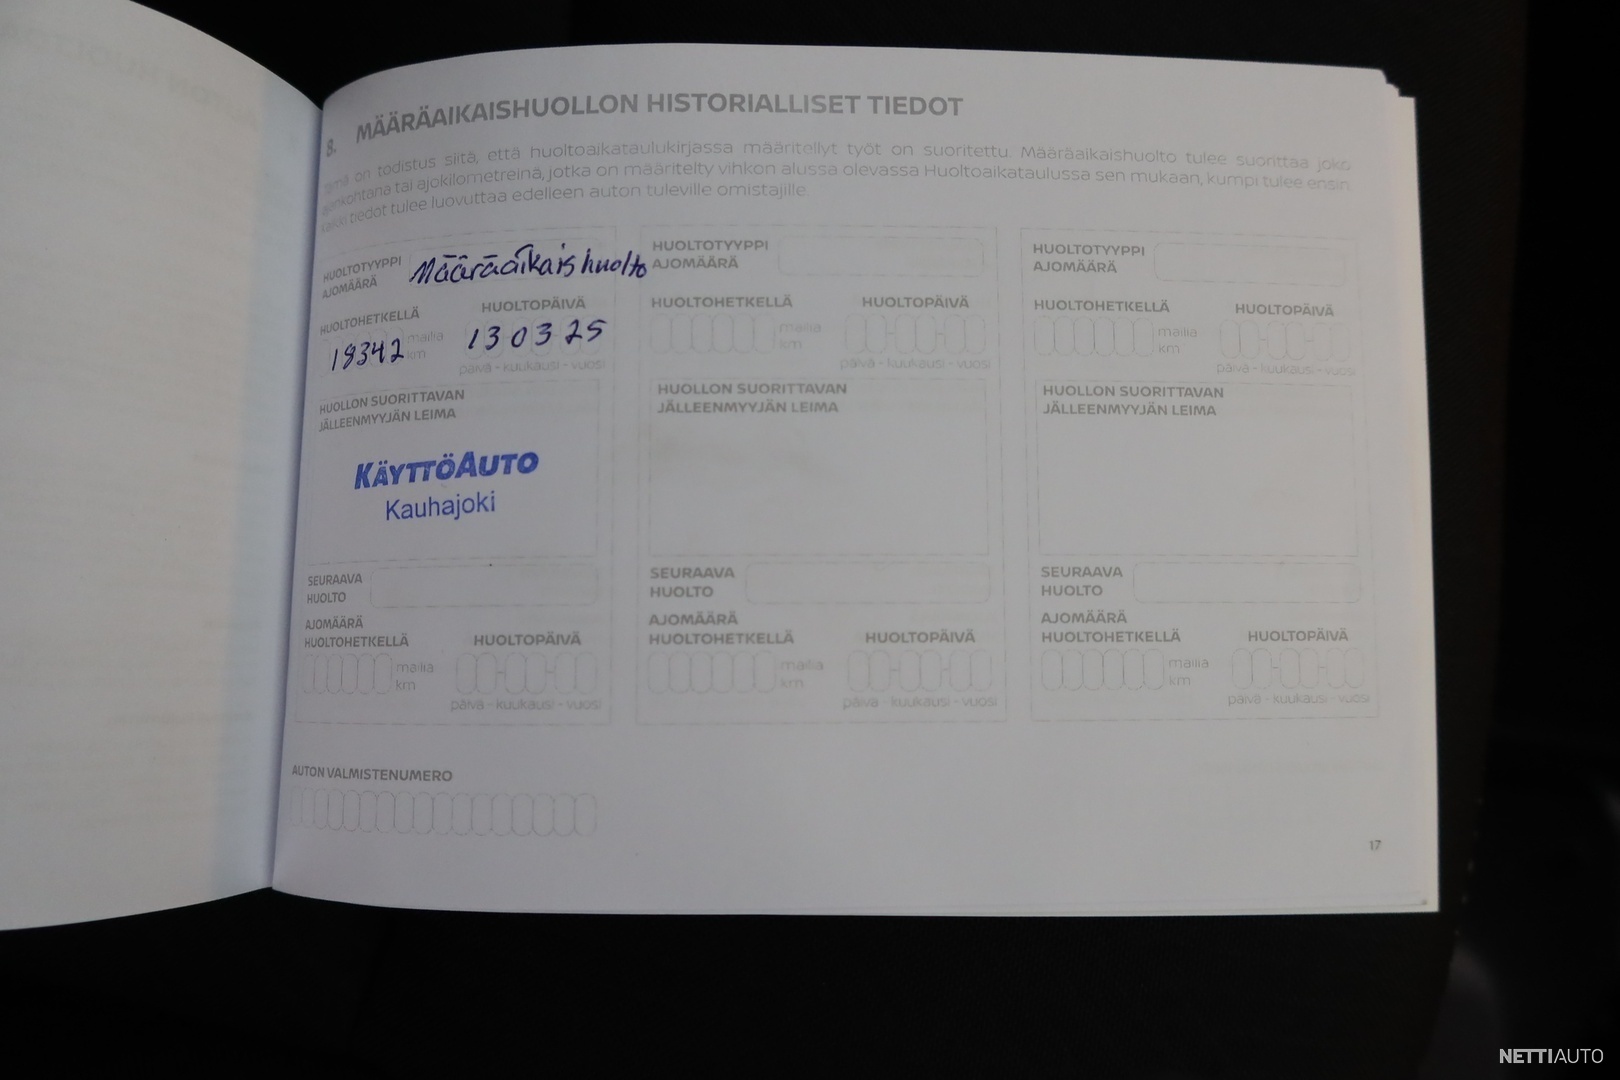 8. MÄÄRÄAIKAISHUOLLON HISTORIALLISET TIEDOT
Tämä on todistus siitä, että huoltoaikataulukirjassa määritellyt työt on suoritettu. Määräaikaishuolto tulee suorittaa joko
ajankohtana tai ajokilometreinä, jotka on määritelty vihkon alussa olevassa Huoltoaikataulussa sen mukaan, kumpi tulee ensin.
Kaikki tiedot tulee luovuttaa edelleen auton tuleville omistajille.
HUOLTOTYYPPI Määräaikaishuolto
AJOMÄÄRÄ
HUOLTOHETKELLÄ HUOLTOPÄIVÄ
18342 mailia km 13 03 25
päivä - kuukausi - vuosi
HUOLLON SUORITTAVAN
JÄLLEENMYYJÄN LEIMA
KÄYTTÖAUTO
Kauhajoki
SEURAAVA
HUOLTO
AJOMÄÄRÄ
HUOLTOHETKELLÄ HUOLTOPÄIVÄ
mailia
km
päivä - kuukausi - vuosi
HUOLTOTYYPPI
AJOMÄÄRÄ
HUOLTOHETKELLÄ HUOLTOPÄIVÄ
mailia
km
päivä - kuukausi - vuosi
HUOLLON SUORITTAVAN
JÄLLEENMYYJÄN LEIMA
SEURAAVA
HUOLTO
AJOMÄÄRÄ
HUOLTOHETKELLÄ HUOLTOPÄIVÄ
mailia
km
päivä - kuukausi - vuosi
HUOLTOTYYPPI
AJOMÄÄRÄ
HUOLTOHETKELLÄ HUOLTOPÄIVÄ
mailia
km
päivä - kuukausi - vuosi
HUOLLON SUORITTAVAN
JÄLLEENMYYJÄN LEIMA
SEURAAVA
HUOLTO
AJOMÄÄRÄ
HUOLTOHETKELLÄ HUOLTOPÄIVÄ
mailia
km
päivä - kuukausi - vuosi
AUTON VALMISTENUMERO
17
NETTIAUTO